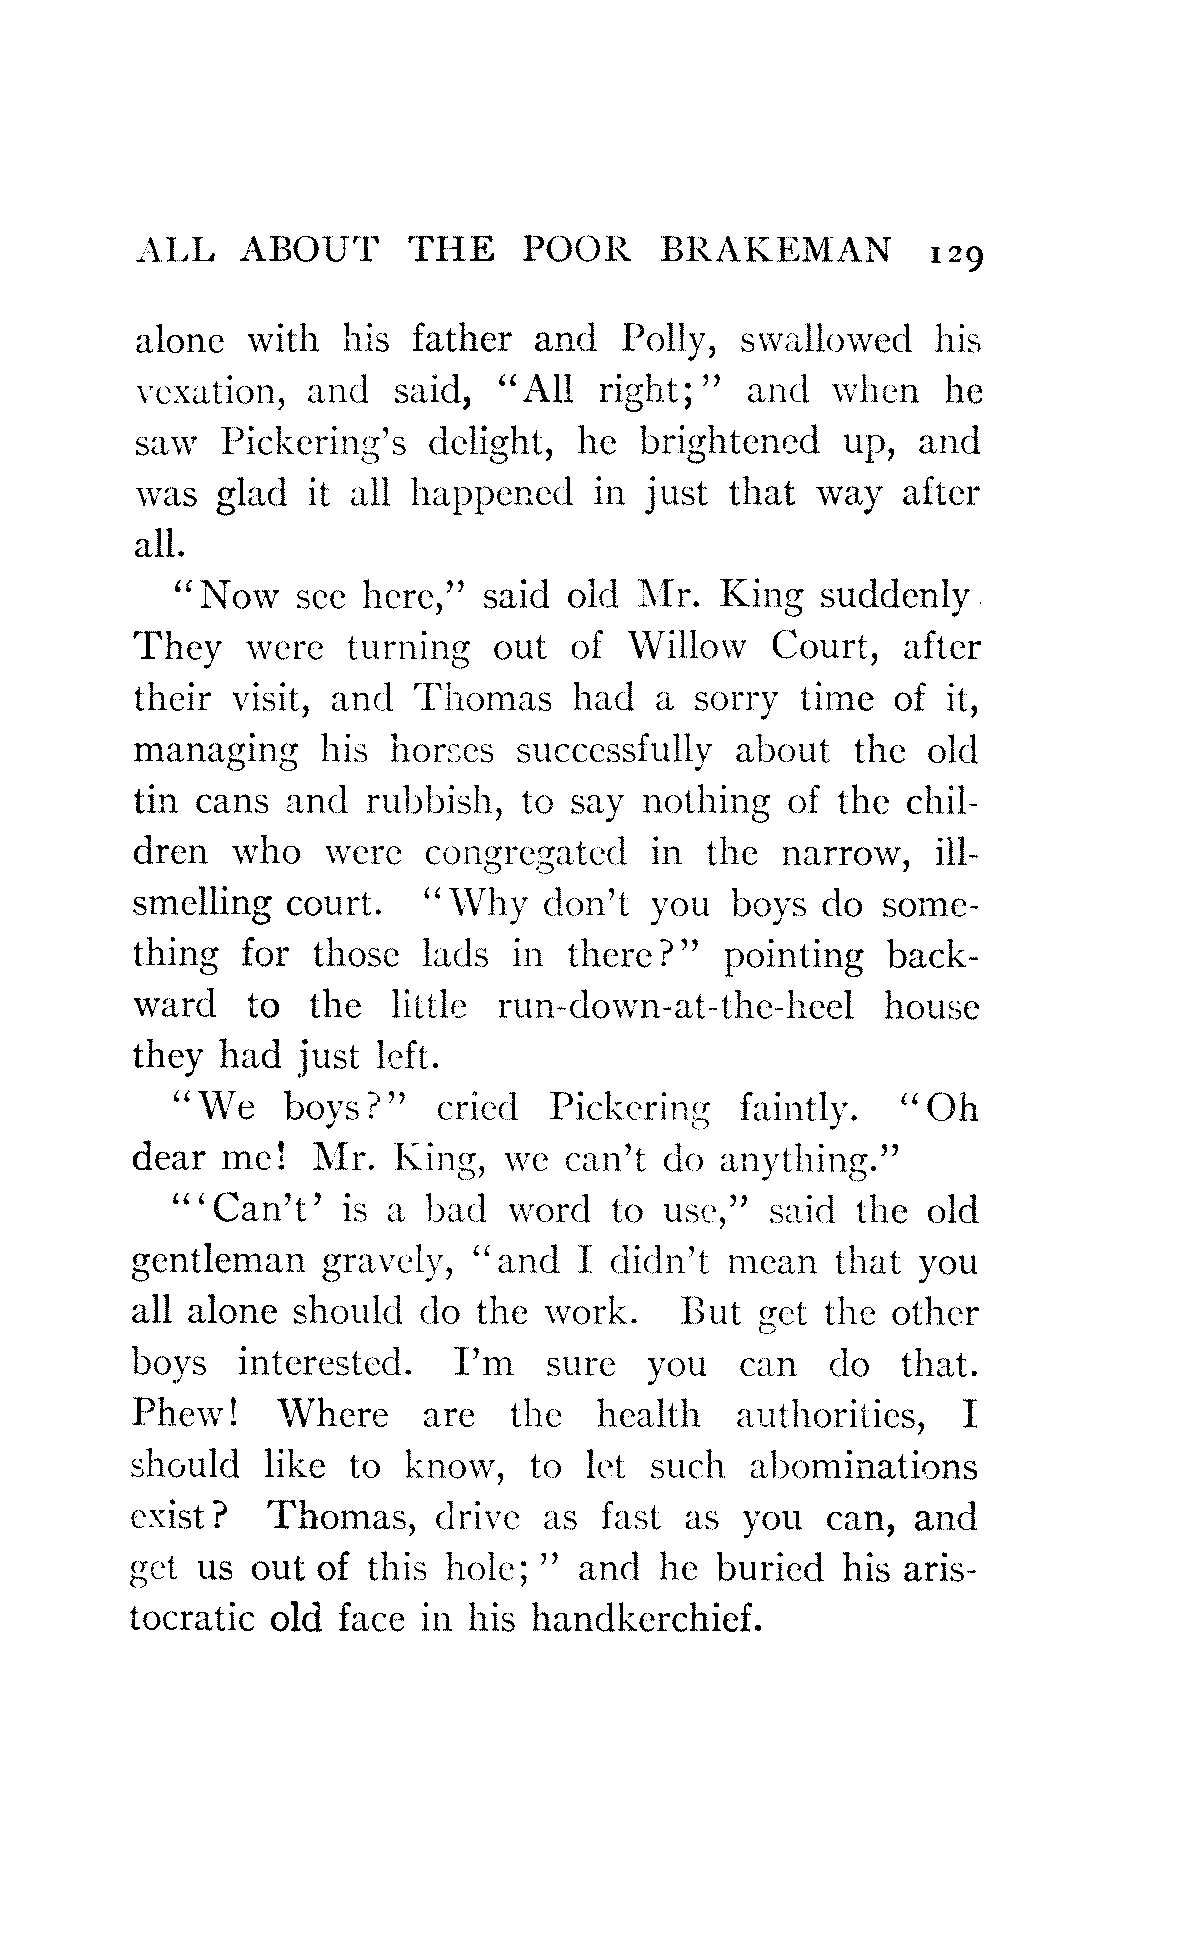 ALL ABOUT THE POOR BRAKEMAN 129
alone with his father and Polly, swallowed his
vexation, and said, “All right;” and when he
saw Pickering’s delight, he brightened up, and
was glad it all happened in just that way after
all.
“Now see here,” said old Mr. King suddenly.
They were turning out of Willow Court, after
their visit, and Thomas had a sorry time of it,
managing his horses successfully about the old
tin cans and rubbish, to say nothing of the chil-
dren who were congregated in the narrow, ill-
smelling court. “Why don’t you boys do some-
thing for those lads in there?” pointing back-
ward to the little run-down-at-the-heel house
they had just left.
“We boys?” cried Pickering faintly. “Oh
dear me! Mr. King, we can’t do anything.”
“‘Can’t’ is a bad word to use,” said the old
gentleman gravely, “and I didn’t mean that you
all alone should do the work. But get the other
boys interested. I’m sure you can do that.
Phew! Where are the health authorities, I
should like to know, to let such abominations
exist? Thomas, drive as fast as you can, and
get us out of this hole;” and he buried his aris-
tocratic old face in his handkerchief.